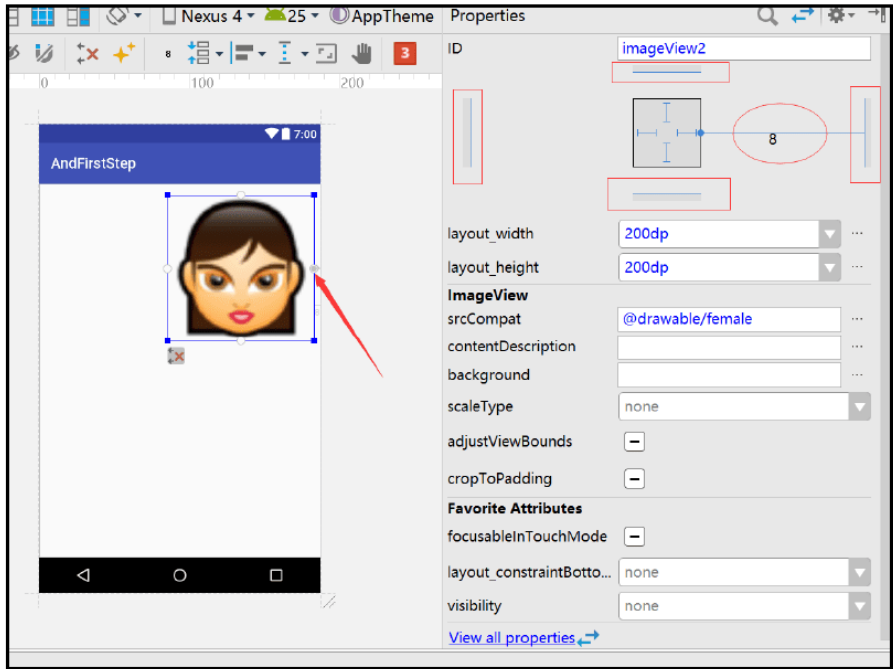 Nexus 4 25 AppTheme Properties
8 3
ID imageView2
0 100 200
7:00
AndFirstStep
8
layout_width 200dp ...
layout_height 200dp ...
ImageView
srcCompat @drawable/female ...
contentDescription ...
background ...
scaleType none
adjustViewBounds
cropToPadding
Favorite Attributes
focusableInTouchMode
layout_constraintBotto... none
visibility none
View all properties